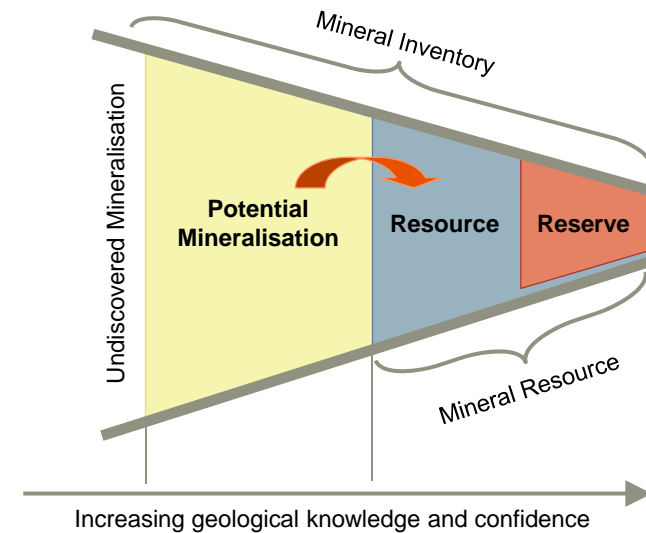 Mineral Inventory
Undiscovered Mineralisation
Potential
Mineralisation
Resource
Reserve
Mineral Resource
Increasing geological knowledge and confidence